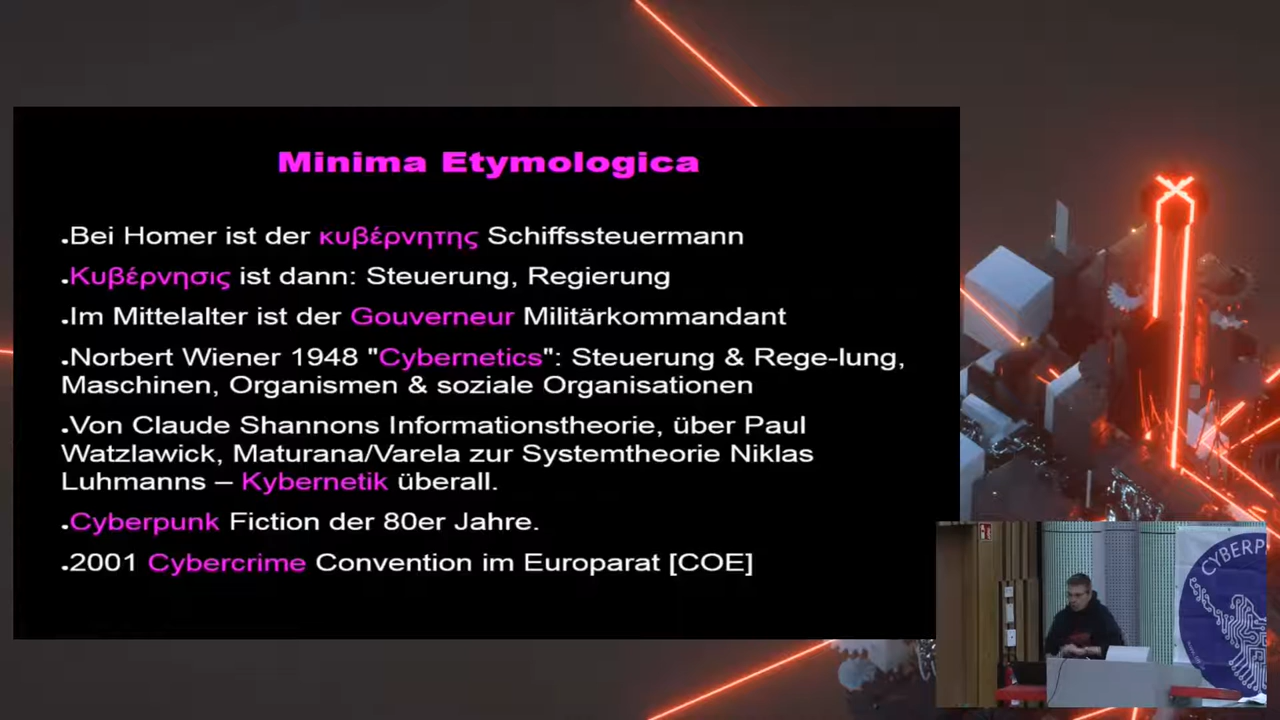 Minima Etymologica
.Bei Homer ist der κυβέρνητης Schiffssteuermann
.Κυβέρνησις ist dann: Steuerung, Regierung
.Im Mittelalter ist der Gouverneur Militärkommandant
.Norbert Wiener 1948 "Cybernetics": Steuerung & Rege-lung,
Maschinen, Organismen & soziale Organisationen
.Von Claude Shannons Informationstheorie, über Paul
Watzlawick, Maturana/Varela zur Systemtheorie Niklas
Luhmanns – Kybernetik überall.
.Cyberpunk Fiction der 80er Jahre.
.2001 Cybercrime Convention im Europarat [COE]
CYBERP